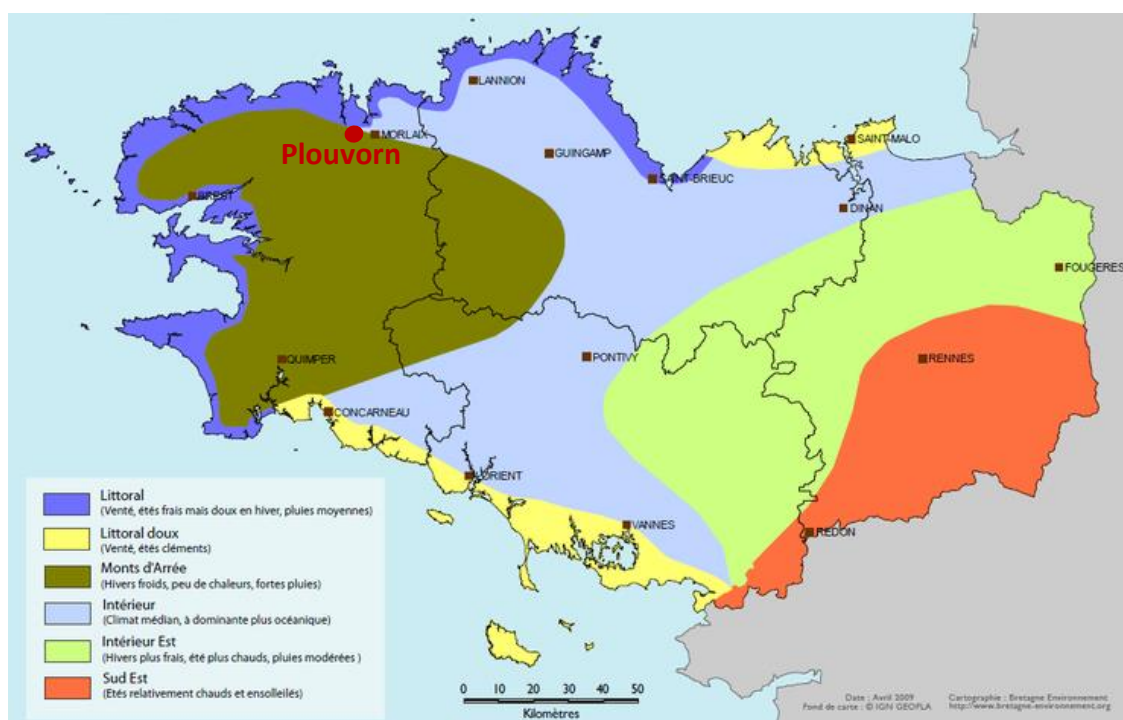 LANNION
Plouvorn
MORLAIX
GUINGAMP
SAINT-MALO
SAINT-BRIEUC
BREST
DINAN
FOUGERES
QUIMPER
PONTIVY
RENNES
CONCARNEAU
LORIENT
VANNES
REDON
Littoral
(Venté, étés frais mais doux en hiver, pluies moyennes)
Littoral doux
(Venté, étés cléments)
Monts d'Arrée
(Hivers froids, peu de chaleurs, fortes pluies)
Intérieur
(Climat médian, à dominante plus océanique)
Intérieur Est
(Hivers plus frais, été plus chauds, pluies modérées )
Sud Est
(Etés relativement chauds et ensolleilés)
0 10 20 30 40 50
Kilomètres
Date : Avril 2009
Fond de carte : © IGN GEOFLA
Cartographie : Bretagne Environnement
http://www.bretagne-environnement.org